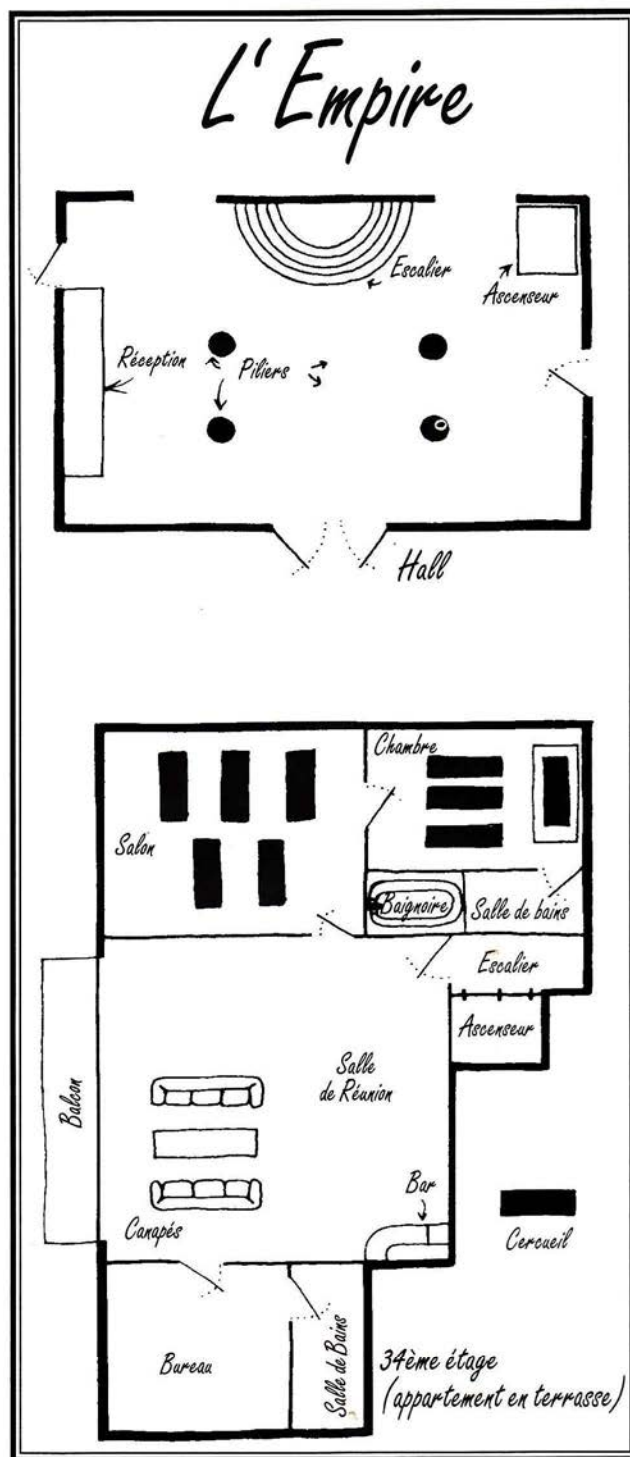 L'Empire
Escalier
Ascenseur
Réception
Piliers
Hall
Chambre
Salon
Baignoire
Salle de bains
Escalier
Ascenseur
Salle
de Réunion
Balcon
Bar
Canapés
Cercueil
Bureau
Salle de Bains
34ème étage
(appartement en terrasse)